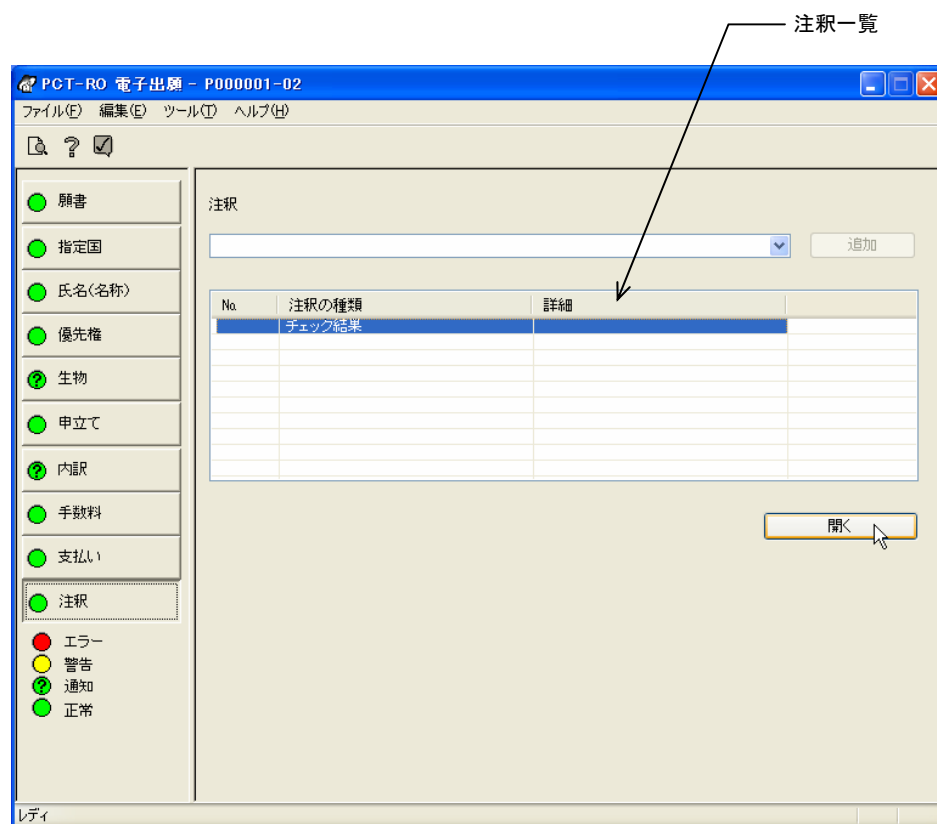 注釈一覧
PCT-RO 電子出願 - P000001-02
ファイル(F) 編集(E) ツール(T) ヘルプ(H)
願書
指定国
氏名(名称)
優先権
生物
申立て
内訳
手数料
支払い
注釈
エラー
警告
通知
正常
注釈
追加
No. 注釈の種類 詳細
チェック結果
開く
レディ